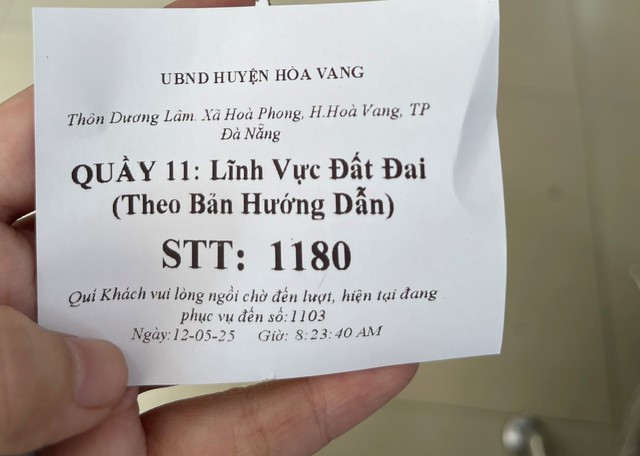 UBND HUYỆN HÒA VANG
Thôn Dương Lâm. Xã Hoà Phong, H.Hoà Vang, TP
Đà Nẵng
QUẦY 11: Lĩnh Vực Đất Đai
(Theo Bản Hướng Dẫn)
STT: 1180
Quí Khách vui lòng ngồi chờ đến lượt, hiện tại đang
phục vụ đến số:1103
Ngày:12-05-25 Giờ: 8:23:40 AM